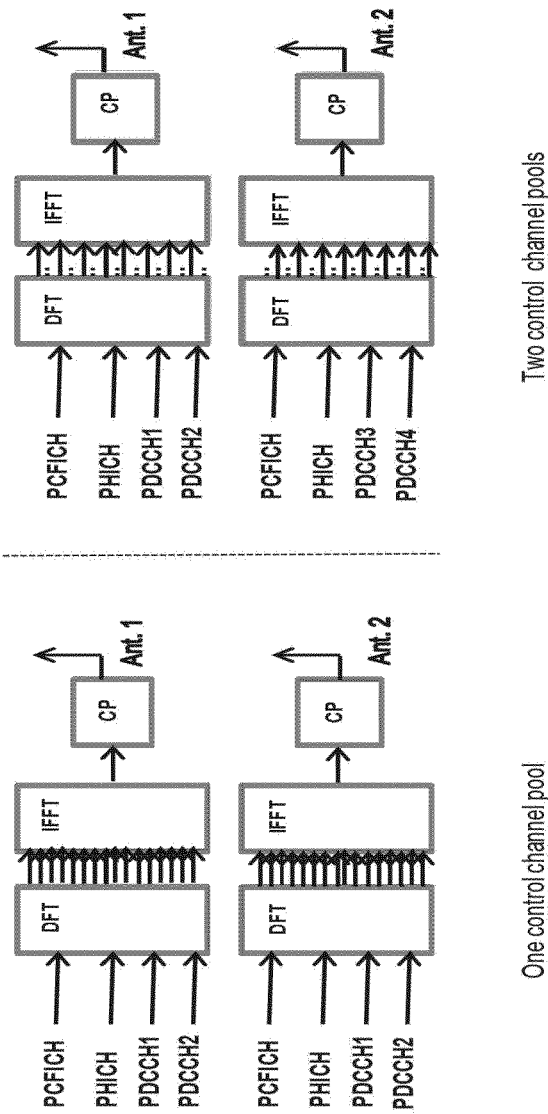 PCFICH
PHICH
PDCCH1
PDCCH2
DFT
IFFT
CP
Ant. 1
PCFICH
PHICH
PDCCH1
PDCCH2
DFT
IFFT
CP
Ant. 2
One control channel pool
PCFICH
PHICH
PDCCH1
PDCCH2
DFT
IFFT
CP
Ant. 1
PCFICH
PHICH
PDCCH3
PDCCH4
DFT
IFFT
CP
Ant. 2
Two control channel pools